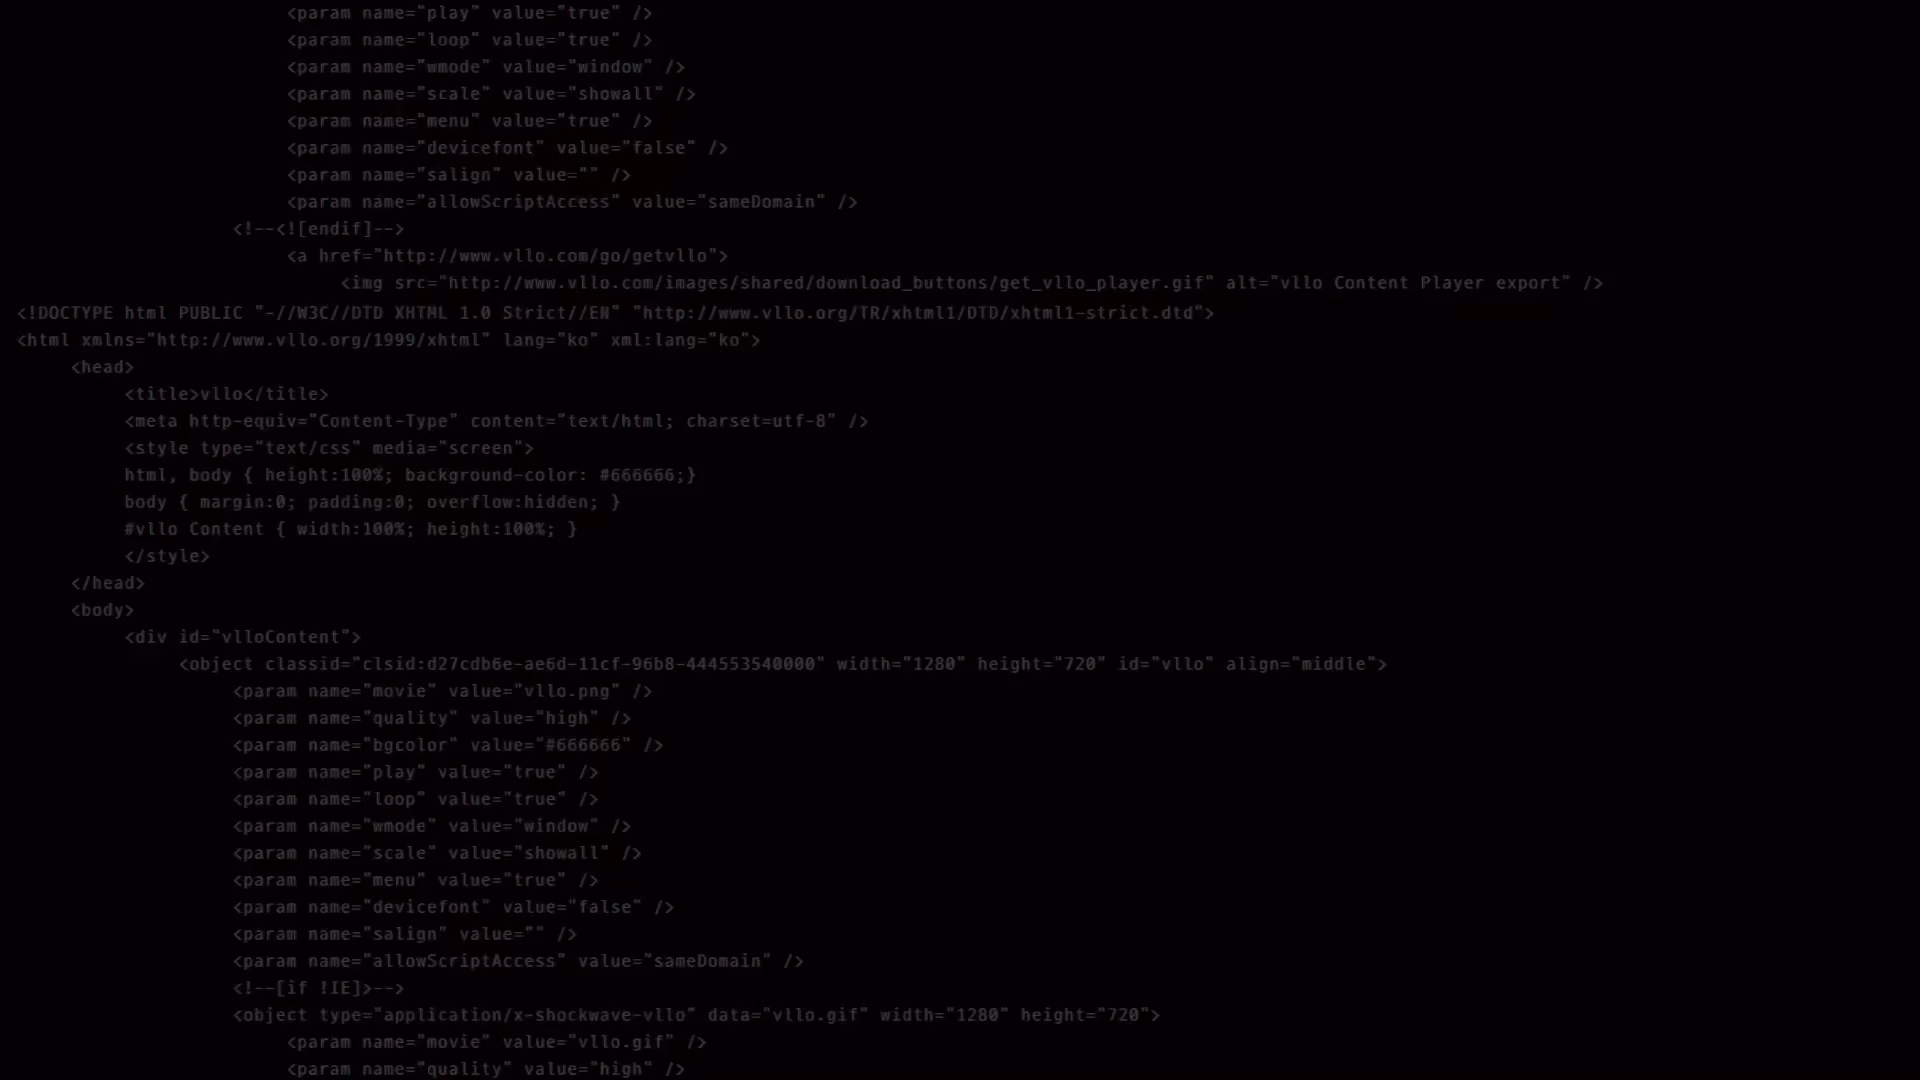 <param name="play" value="true" />
<param name="loop" value="true" />
<param name="wmode" value="window" />
<param name="scale" value="showall" />
<param name="menu" value="true" />
<param name="devicefont" value="false" />
<param name="salign" value="" />
<param name="allowScriptAccess" value="sameDomain" />
<!--<![endif]-->
<a href="http://www.vllo.com/go/getvllo">
<img src="http://www.vllo.com/images/shared/download_buttons/get_vllo_player.gif" alt="vllo Content Player export" />
<!DOCTYPE html PUBLIC "-//W3C//DTD XHTML 1.0 Strict//EN" "http://www.vllo.org/TR/xhtml1/DTD/xhtml1-strict.dtd">
<html xmlns="http://www.vllo.org/1999/xhtml" lang="ko" xml:lang="ko">
<head>
<title>vllo</title>
<meta http-equiv="Content-Type" content="text/html; charset=utf-8" />
<style type="text/css" media="screen">
html, body { height:100%; background-color: #666666;}
body { margin:0; padding:0; overflow:hidden; }
#vllo Content { width:100%; height:100%; }
</style>
</head>
<body>
<div id="vlloContent">
<object classid="clsid:d27cdb6e-ae6d-11cf-96b8-444553540000" width="1280" height="720" id="vllo" align="middle">
<param name="movie" value="vllo.png" />
<param name="quality" value="high" />
<param name="bgcolor" value="#666666" />
<param name="play" value="true" />
<param name="loop" value="true" />
<param name="wmode" value="window" />
<param name="scale" value="showall" />
<param name="menu" value="true" />
<param name="devicefont" value="false" />
<param name="salign" value="" />
<param name="allowScriptAccess" value="sameDomain" />
<!--[if !IE]>-->
<object type="application/x-shockwave-vllo" data="vllo.gif" width="1280" height="720">
<param name="movie" value="vllo.gif" />
<param name="quality" value="high" />